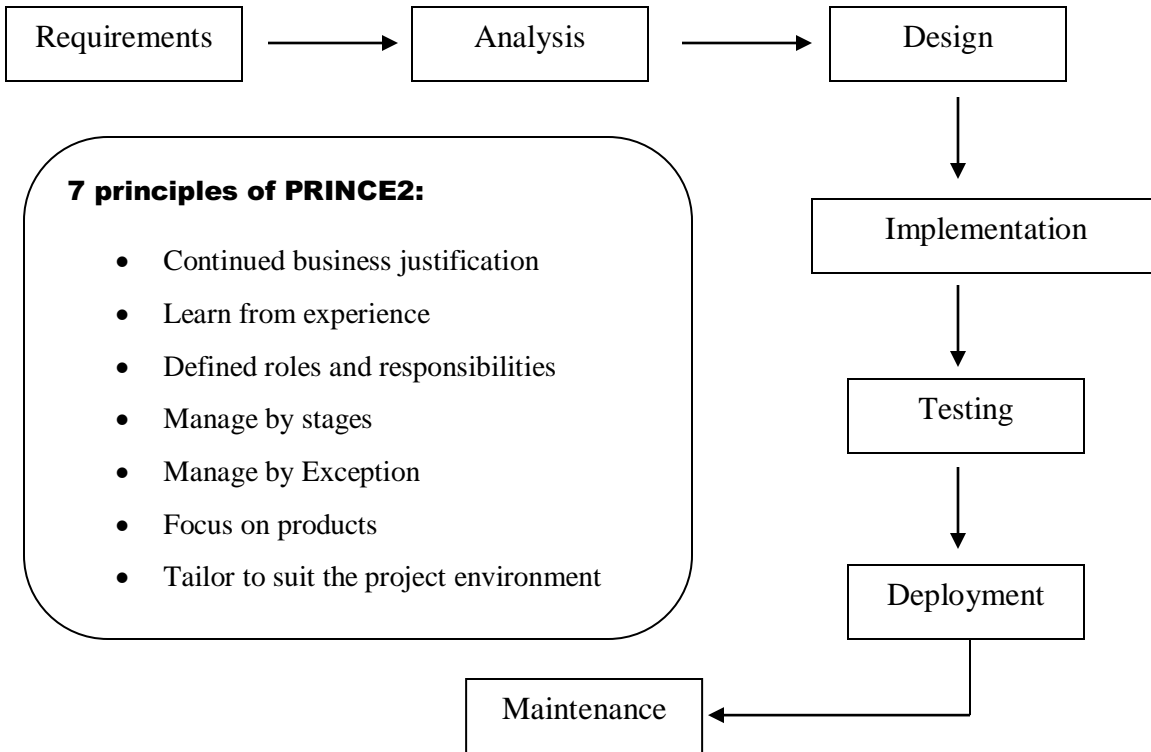 Requirements
Analysis
Design
7 principles of PRINCE2:
• Continued business justification
• Learn from experience
• Defined roles and responsibilities
• Manage by stages
• Manage by Exception
• Focus on products
• Tailor to suit the project environment
Implementation
Testing
Deployment
Maintenance